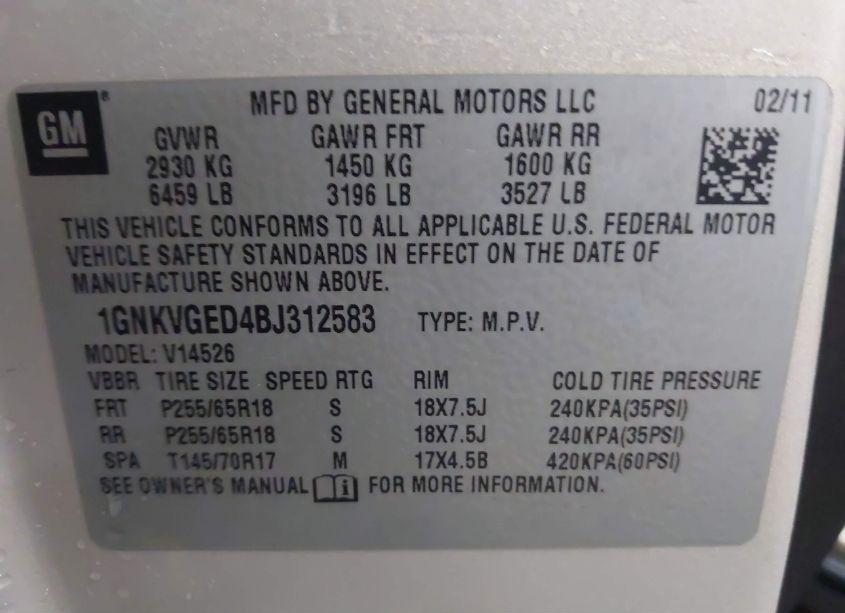 GM® MFD BY GENERAL MOTORS LLC 02/11
GVWR GAWR FRT GAWR RR
2930 KG 1450 KG 1600 KG
6459 LB 3196 LB 3527 LB
THIS VEHICLE CONFORMS TO ALL APPLICABLE U.S. FEDERAL MOTOR
VEHICLE SAFETY STANDARDS IN EFFECT ON THE DATE OF
MANUFACTURE SHOWN ABOVE.
1GNKVGED4BJ312583 TYPE: M.P.V.
MODEL: V14526
VBBR TIRE SIZE SPEED RTG RIM COLD TIRE PRESSURE
FRT P255/65R18 S 18X7.5J 240KPA(35PSI)
RR P255/65R18 S 18X7.5J 240KPA(35PSI)
SPA T145/70R17 M 17X4.5B 420KPA(60PSI)
SEE OWNER'S MANUAL i FOR MORE INFORMATION.